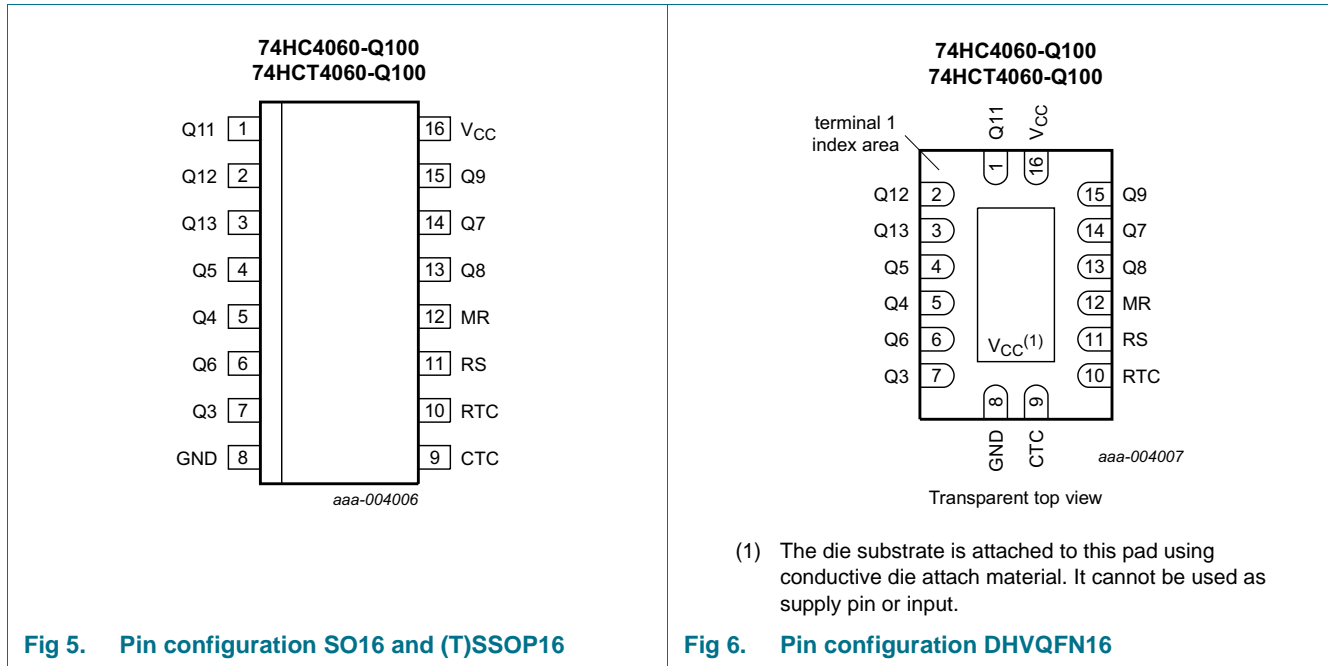 74HC4060-Q100
74HCT4060-Q100
Q11 1 16 VCC
Q12 2 15 Q9
Q13 3 14 Q7
Q5 4 13 Q8
Q4 5 12 MR
Q6 6 11 RS
Q3 7 10 RTC
GND 8 9 CTC
aaa-004006
Fig 5. Pin configuration SO16 and (T)SSOP16
74HC4060-Q100
74HCT4060-Q100
terminal 1
index area
Q11 VCC
1 16
Q12 2 15 Q9
Q13 3 14 Q7
Q5 4 13 Q8
Q4 5 12 MR
Q6 6 VCC(1) 11 RS
Q3 7 10 RTC
8 9
GND CTC
aaa-004007
Transparent top view
(1) The die substrate is attached to this pad using
conductive die attach material. It cannot be used as
supply pin or input.
Fig 6. Pin configuration DHVQFN16